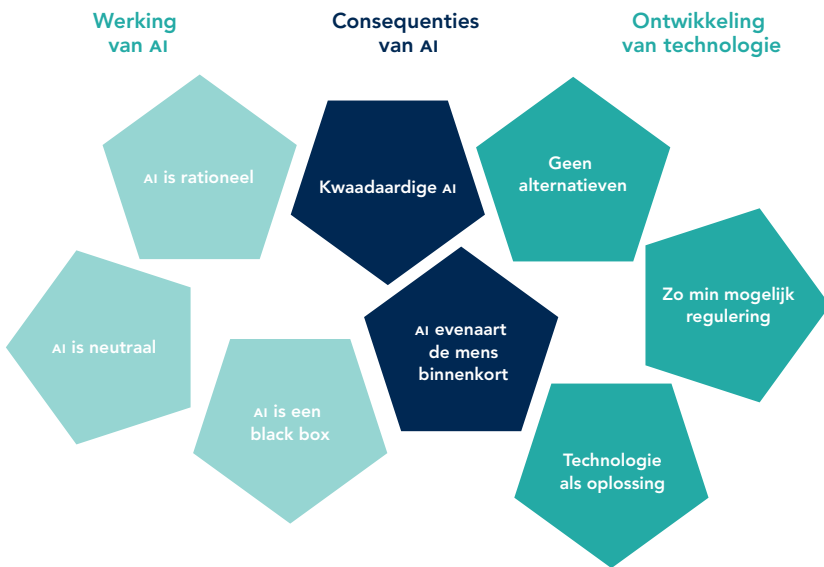 Werking
van AI
Consequenties
van AI
Ontwikkeling
van technologie
AI is rationeel
Kwaadaardige AI
Geen
alternatieven
Zo min mogelijk
regulering
AI is neutraal
AI evenaart
de mens
binnenkort
AI is een
black box
Technologie
als oplossing